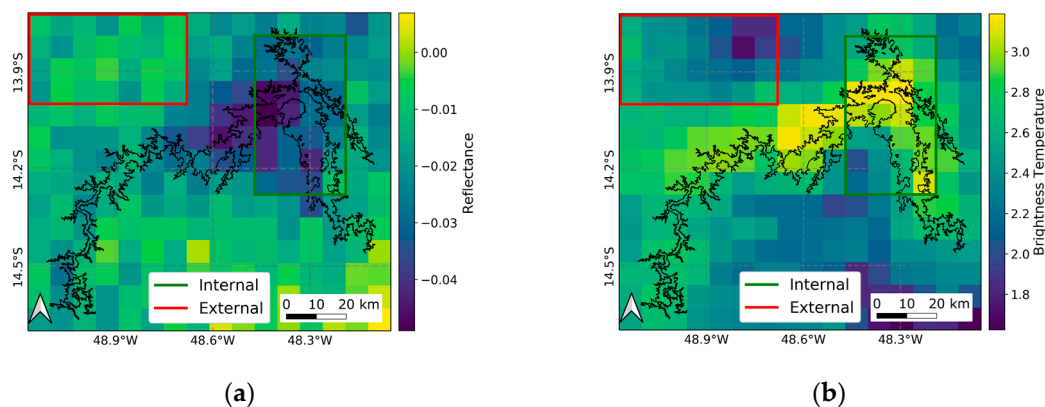 0.00
−0.01
−0.02
−0.03
−0.04
Reflectance
13.9°S
14.2°S
14.5°S
48.9°W 48.6°W 48.3°W
Internal
External
0 10 20 km
(a)
3.0
2.8
2.6
2.4
2.2
2.0
1.8
Brightness Temperature
13.9°S
14.2°S
14.5°S
48.9°W 48.6°W 48.3°W
Internal
External
0 10 20 km
(b)